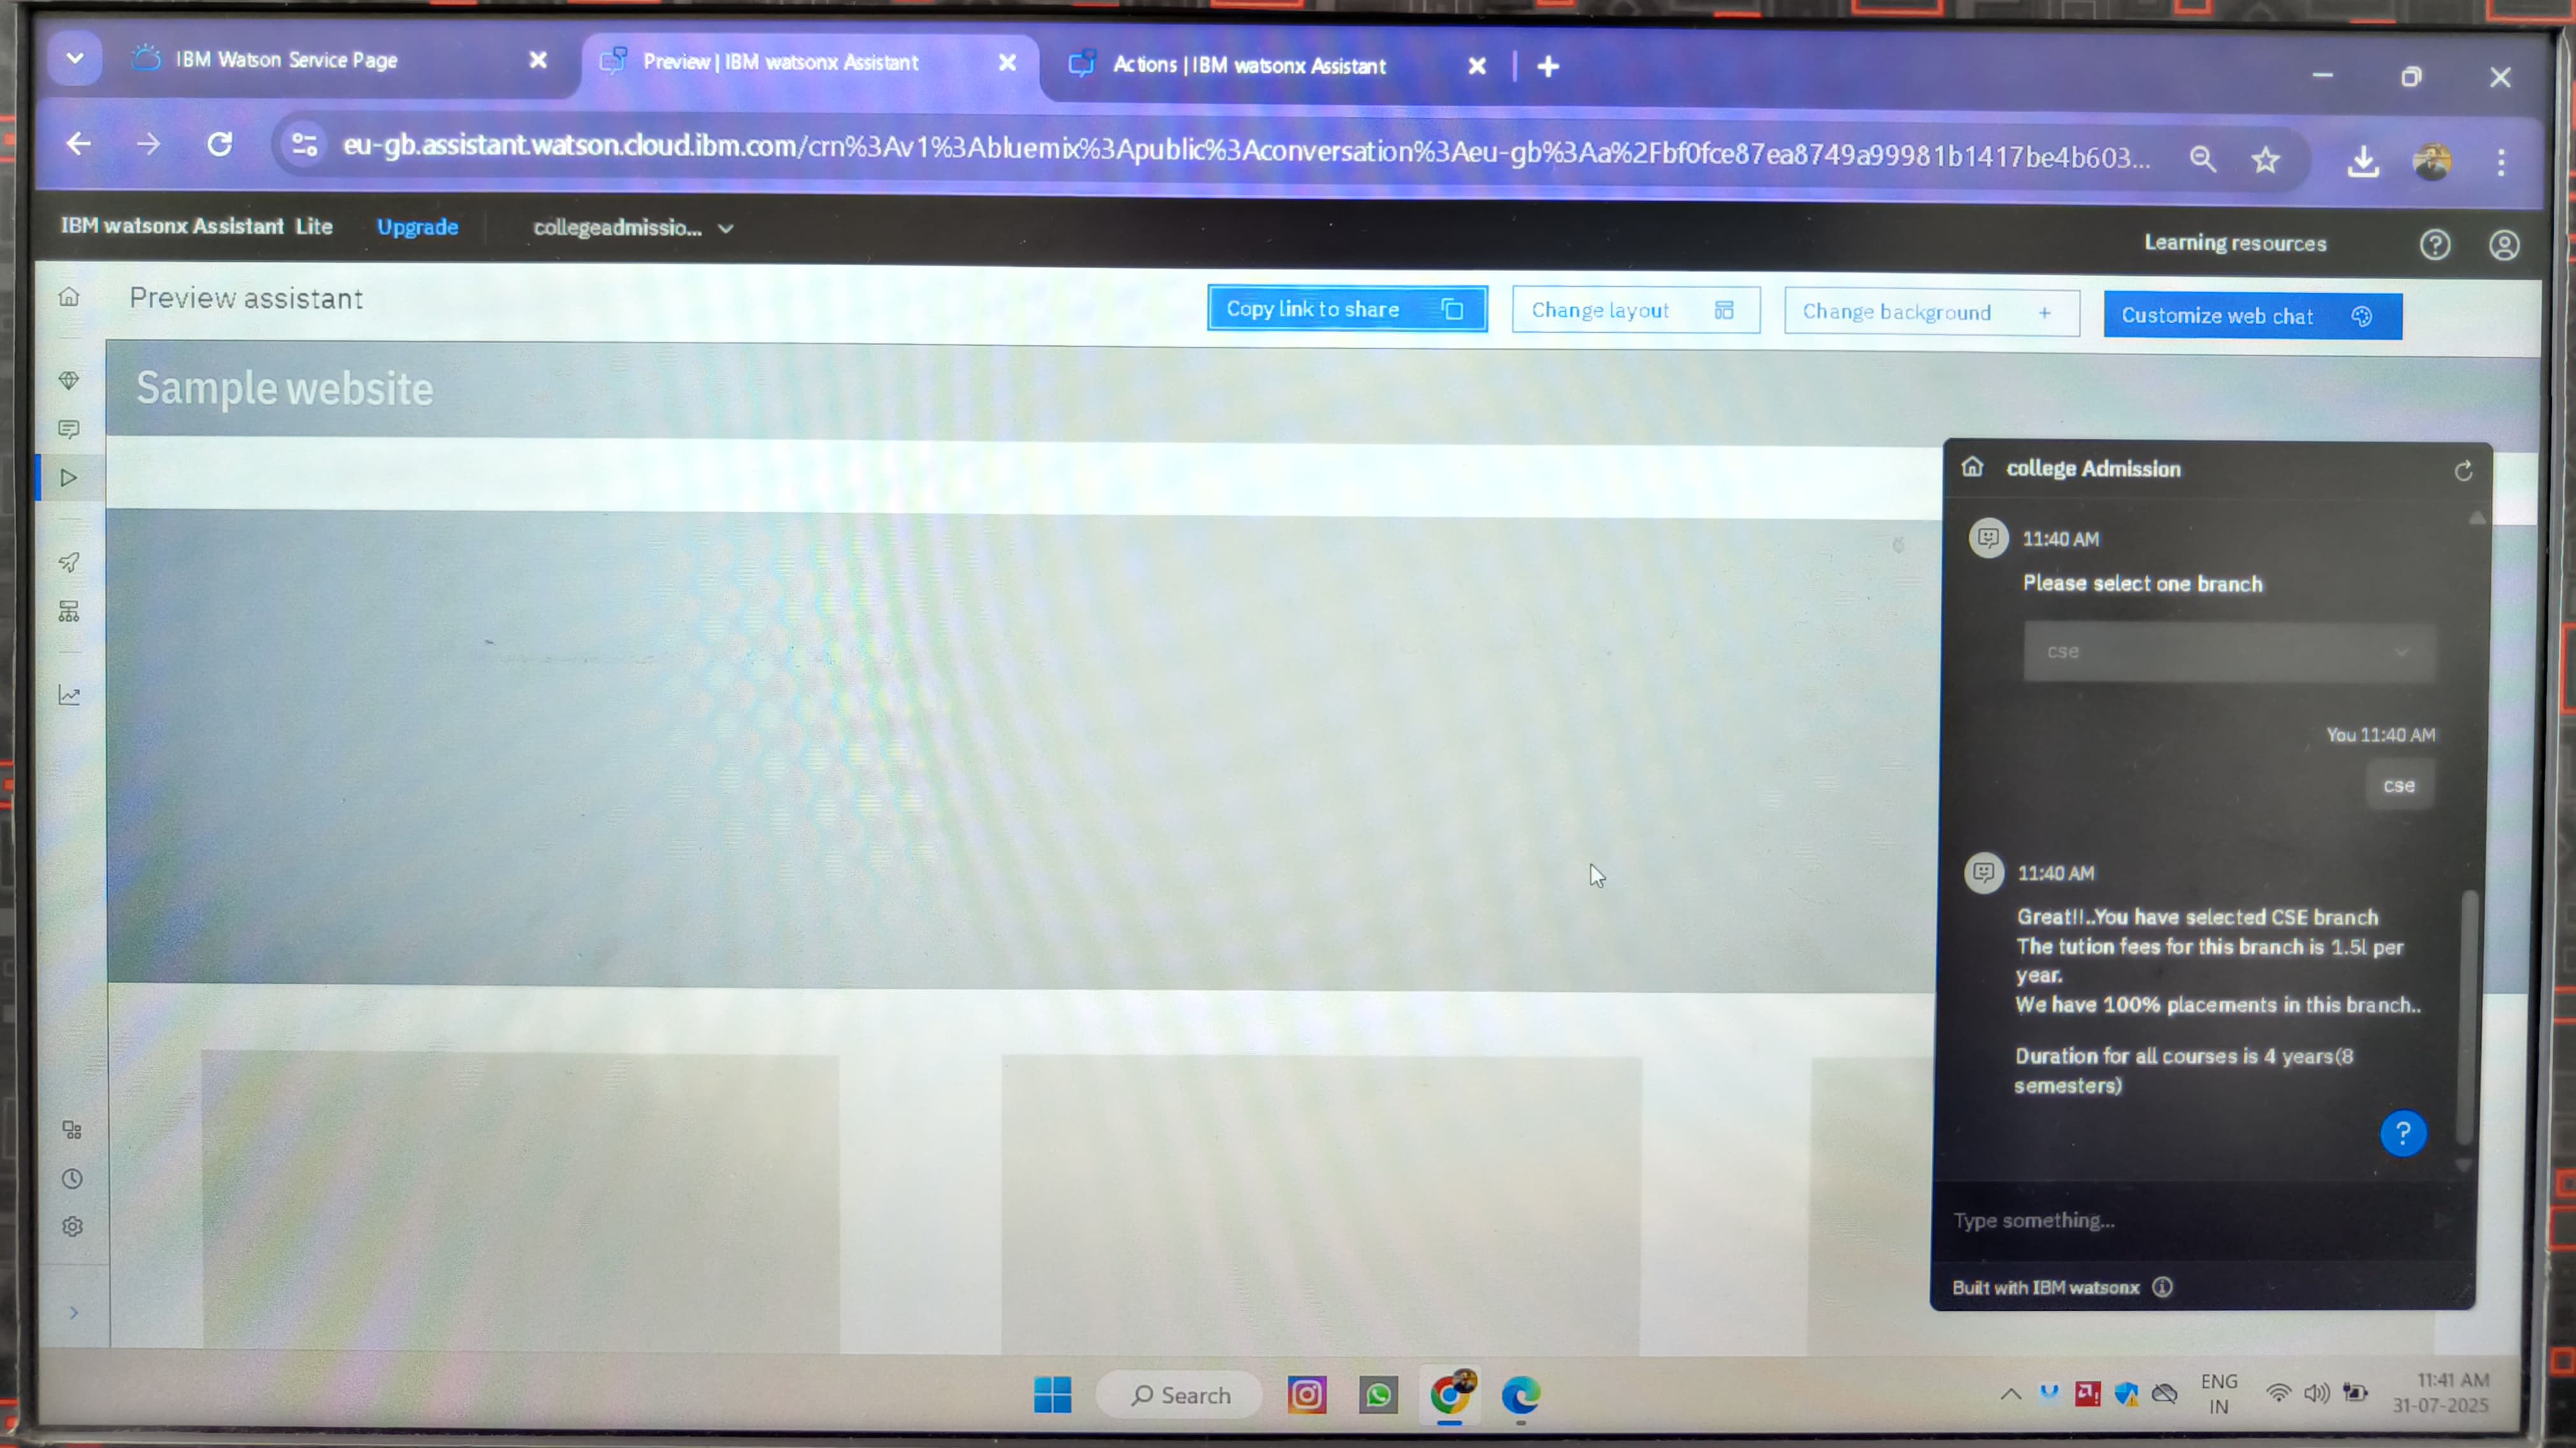 IBM Watson Service Page
Preview | IBM watsonx Assistant
Actions | IBM watsonx Assistant
eu-gb.assistant.watson.cloud.ibm.com/crn%3Av1%3Abluemix%3Apublic%3Aconversation%3Aeu-gb%3Aa%2Fbf0fce87ea8749a99981b1417be4b603...
IBM watsonx Assistant Lite
Upgrade
collegeadmissio...
Learning resources
Preview assistant
Copy link to share
Change layout
Change background +
Customize web chat
Sample website
college Admission
11:40 AM
Please select one branch
cse
You 11:40 AM
cse
11:40 AM
Great!!..You have selected CSE branch
The tution fees for this branch is 1.5l per
year.
We have 100% placements in this branch..
Duration for all courses is 4 years(8
semesters)
?
Type something...
Built with IBM watsonx
Search
ENG
IN
11:41 AM
31-07-2025